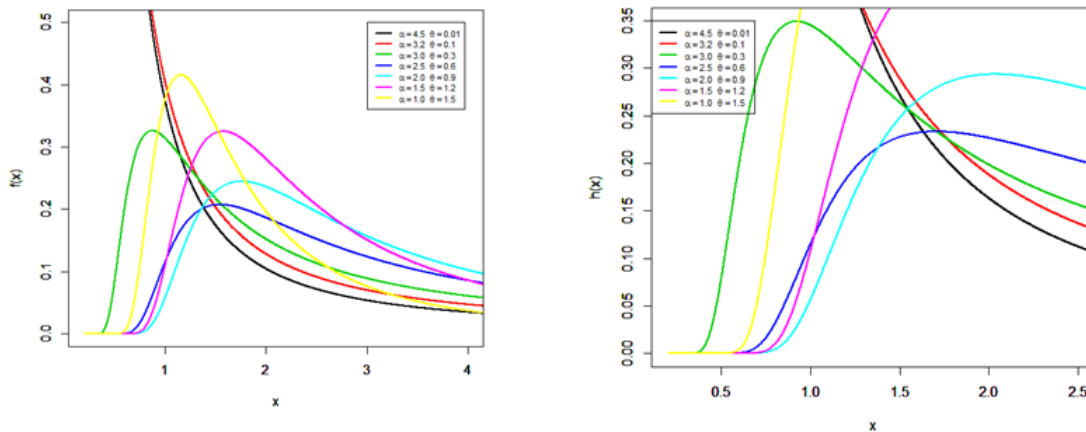 f(x)
0.5
0.4
0.3
0.2
0.1
0.0
α=4.5 θ=0.01
α=3.2 θ=0.1
α=3.0 θ=0.3
α=2.5 θ=0.6
α=2.0 θ=0.9
α=1.5 θ=1.2
α=1.0 θ=1.5
1 2 3 4
x
h(x)
0.35
0.30
0.25
0.20
0.15
0.10
0.05
0.00
α=4.5 θ=0.01
α=3.2 θ=0.1
α=3.0 θ=0.3
α=2.5 θ=0.6
α=2.0 θ=0.9
α=1.5 θ=1.2
α=1.0 θ=1.5
0.5 1.0 1.5 2.0 2.5
x